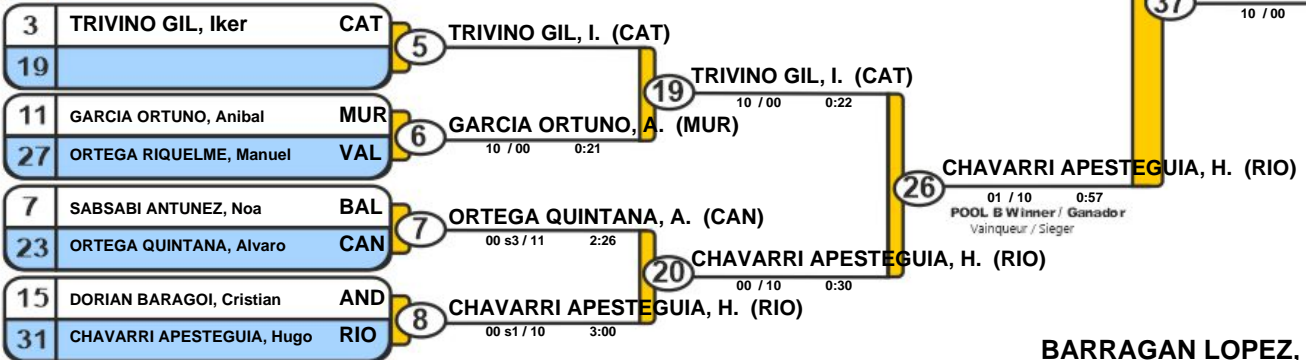 37
10 / 00
3 TRIVINO GIL, Iker CAT
19
5 TRIVINO GIL, I. (CAT)
11 GARCIA ORTUNO, Anibal MUR
27 ORTEGA RIQUELME, Manuel VAL
6 GARCIA ORTUNO, A. (MUR)
10 / 00 0:21
19 TRIVINO GIL, I. (CAT)
10 / 00 0:22
7 SABSABI ANTUNEZ, Noa BAL
23 ORTEGA QUINTANA, Alvaro CAN
7 ORTEGA QUINTANA, A. (CAN)
00 s3 / 11 2:26
15 DORIAN BARAGOI, Cristian AND
31 CHAVARRI APESTEGUIA, Hugo RIO
8 CHAVARRI APESTEGUIA, H. (RIO)
00 s1 / 10 3:00
20 CHAVARRI APESTEGUIA, H. (RIO)
00 / 10 0:30
26 CHAVARRI APESTEGUIA, H. (RIO)
01 / 10 0:57
POOL B Winner / Ganador
Vainqueur / Sieger
BARRAGAN LOPEZ,